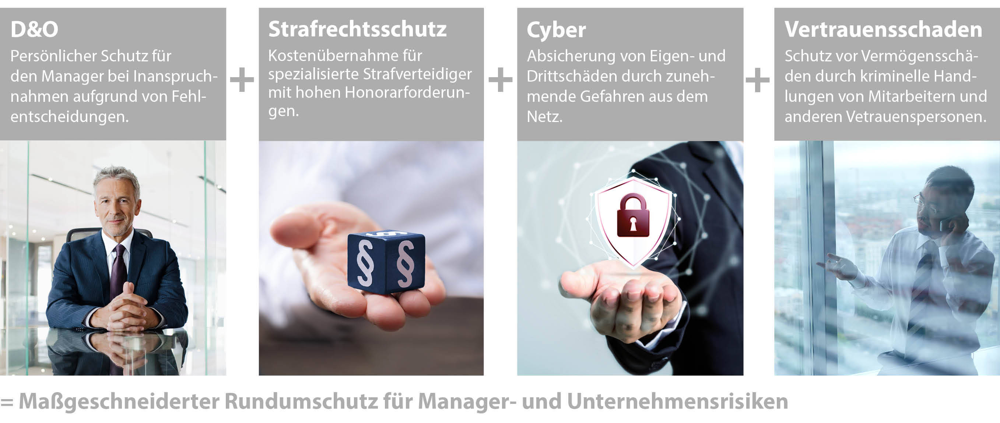 D&O
Persönlicher Schutz für
den Manager bei Inanspruch-
nahmen aufgrund von Fehl-
entscheidungen.
+
Strafrechtsschutz
Kostenübernahme für
spezialisierte Strafverteidiger
mit hohen Honorarforderun-
gen.
+
Cyber
Absicherung von Eigen- und
Drittschäden durch zuneh-
mende Gefahren aus dem
Netz.
+
Vertrauensschaden
Schutz vor Vermögensschä-
den durch kriminelle Hand-
lungen von Mitarbeitern und
anderen Vetrauenspersonen.
§
§ §
= Maßgeschneiderter Rundumschutz für Manager- und Unternehmensrisiken